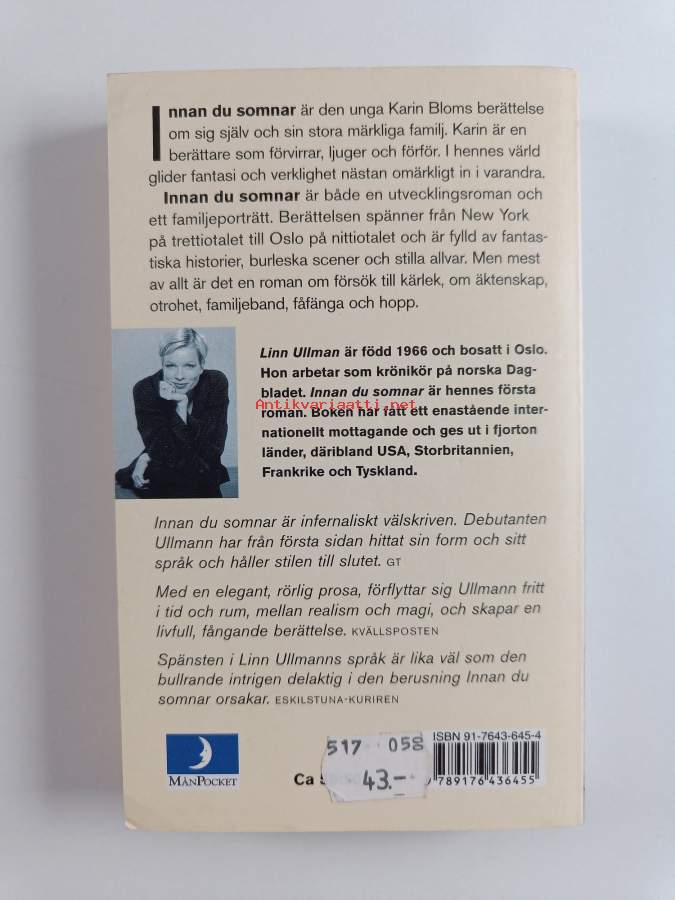 Innan du somnar är den unga Karin Bloms berättelse
om sig själv och sin stora märkliga familj. Karin är en
berättare som förvirrar, ljuger och förför. I hennes värld
glider fantasi och verklighet nästan omärkligt in i varandra.
Innan du somnar är både en utvecklingsroman och
ett familjeporträtt. Berättelsen spänner från New York
på trettiotalet till Oslo på nittiotalet och är fylld av fantas-
tiska historier, burleska scener och stilla allvar. Men mest
av allt är det en roman om försök till kärlek, om äktenskap,
otrohet, familjeband, fåfänga och hopp.
Linn Ullman är född 1966 och bosatt i Oslo.
Hon arbetar som krönikör på norska Dag-
bladet. Innan du somnar är hennes första
Antikvariaatti.net
roman. Boken har fått ett enastående inter-
nationellt mottagande och ges ut i fjorton
länder, däribland USA, Storbritannien,
Frankrike och Tyskland.
Innan du somnar är infernaliskt välskriven. Debutanten
Ullmann har från första sidan hittat sin form och sitt
språk och håller stilen till slutet. GT
Med en elegant, rörlig prosa, förflyttar sig Ullmann fritt
i tid och rum, mellan realism och magi, och skapar en
livfull, fångande berättelse. KVÄLLSPOSTEN
Spänsten i Linn Ullmanns språk är lika väl som den
bullrande intrigen delaktig i den berusning Innan du
somnar orsakar. ESKILSTUNA-KURIREN
MÅNPOCKET
517 058
43.-
Ca
ISBN 91-7643-645-4
789176 436455